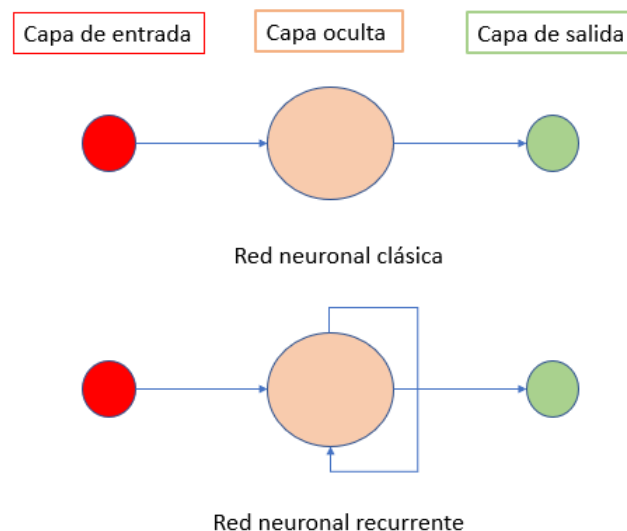 Capa de entrada
Capa oculta
Capa de salida
Red neuronal clásica
Red neuronal recurrente